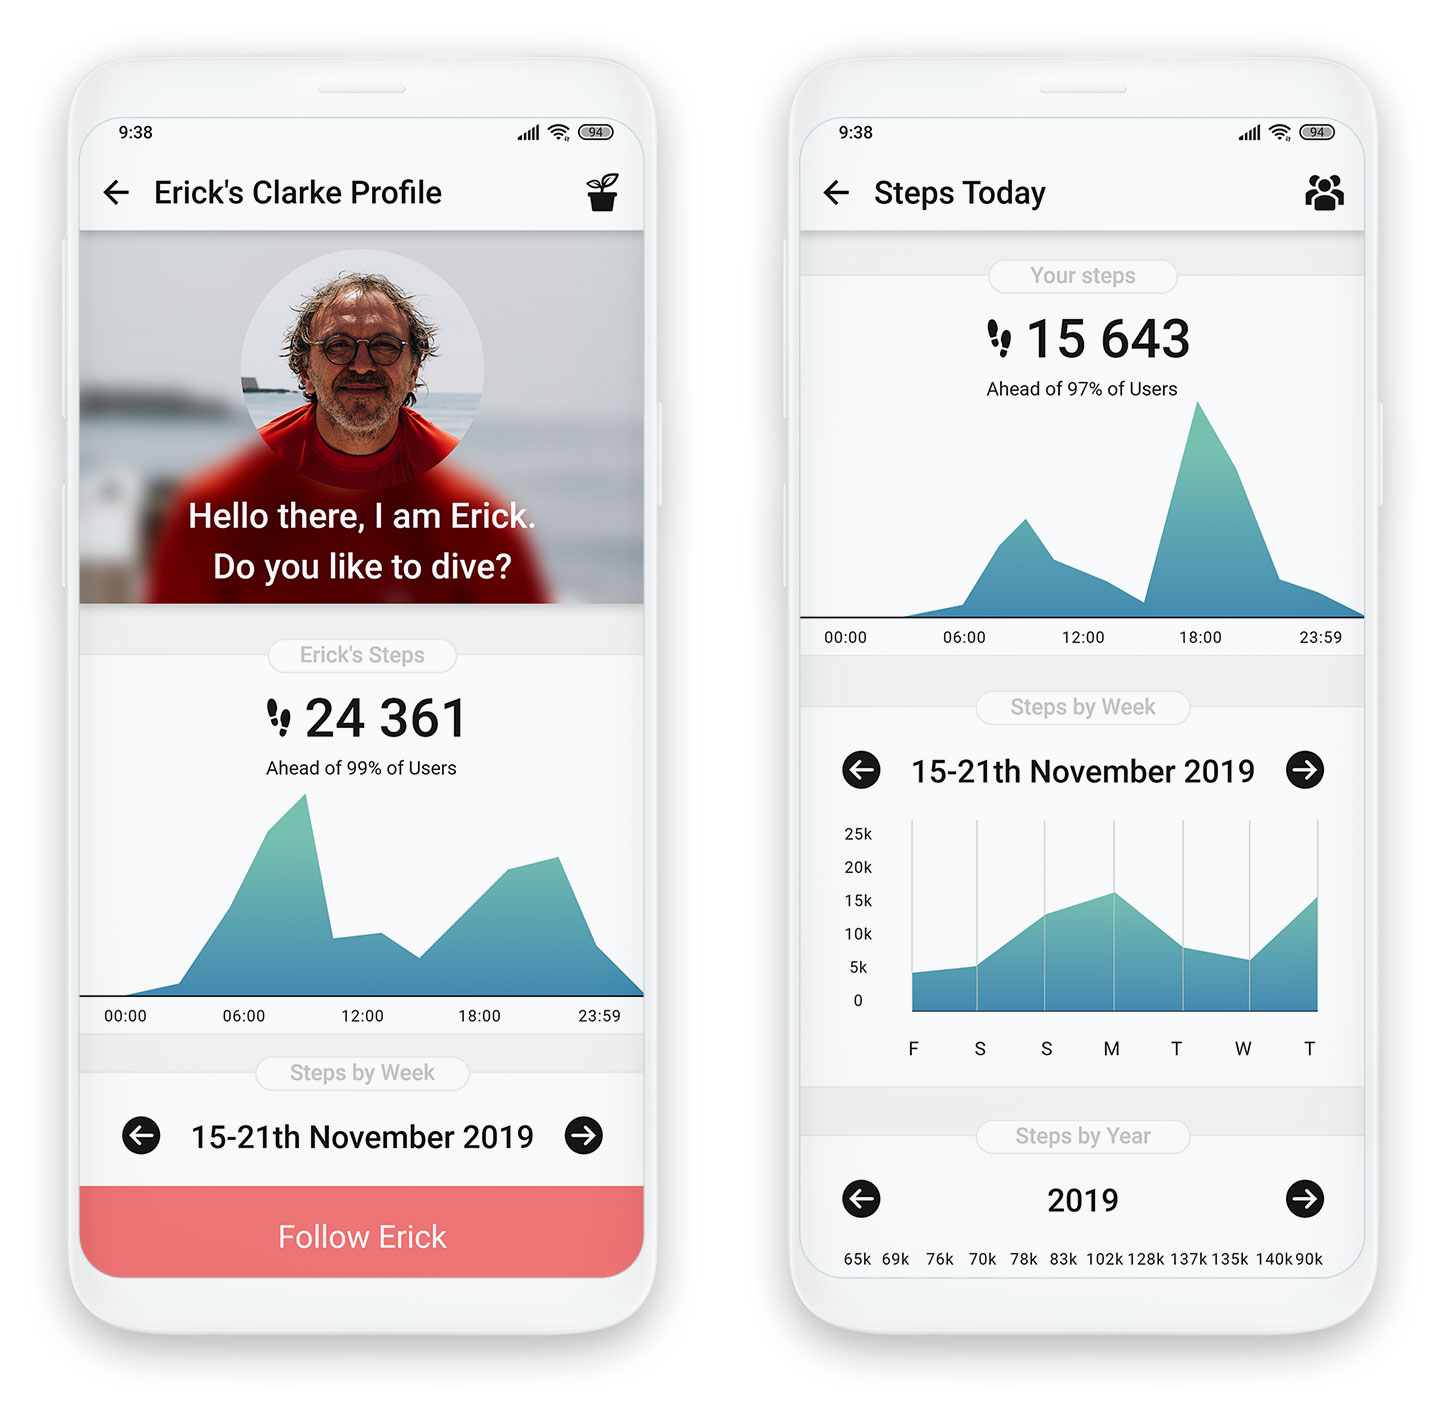 9:38
94
Erick's Clarke Profile
Hello there, I am Erick.
Do you like to dive?
Erick's Steps
24 361
Ahead of 99% of Users
00:00 06:00 12:00 18:00 23:59
Steps by Week
15-21th November 2019
Follow Erick
9:38
94
Steps Today
Your steps
15 643
Ahead of 97% of Users
00:00 06:00 12:00 18:00 23:59
Steps by Week
15-21th November 2019
25k
20k
15k
10k
5k
0
F S S M T W T
Steps by Year
2019
65k 69k 76k 70k 78k 83k 102k 128k 137k 135k 140k 90k